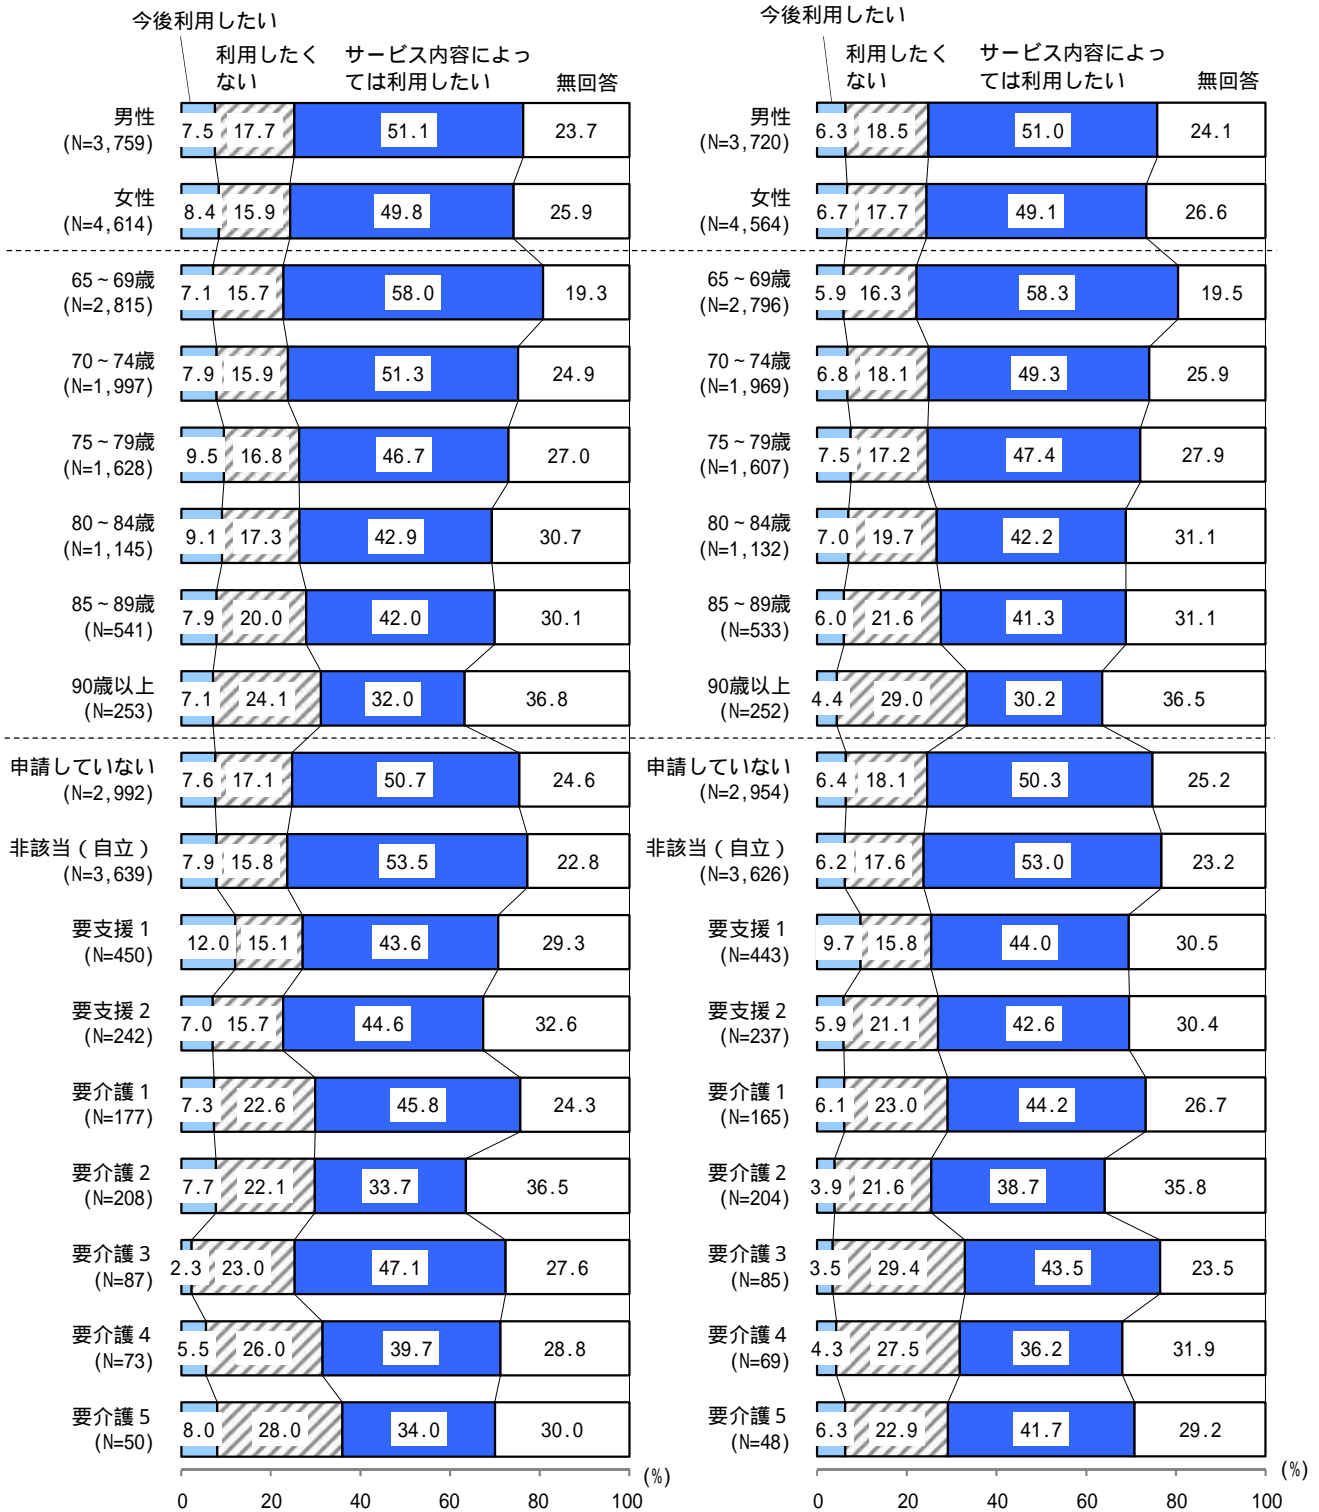 今後利用したい
利用したく
ない
サービス内容によっ
ては利用したい
無回答
男性
(N=3,759)
7.5 17.7 51.1 23.7
女性
(N=4,614)
8.4 15.9 49.8 25.9
65～69歳
(N=2,815)
7.1 15.7 58.0 19.3
70～74歳
(N=1,997)
7.9 15.9 51.3 24.9
75～79歳
(N=1,628)
9.5 16.8 46.7 27.0
80～84歳
(N=1,145)
9.1 17.3 42.9 30.7
85～89歳
(N=541)
7.9 20.0 42.0 30.1
90歳以上
(N=253)
7.1 24.1 32.0 36.8
申請していない
(N=2,992)
7.6 17.1 50.7 24.6
非該当（自立）
(N=3,639)
7.9 15.8 53.5 22.8
要支援１
(N=450)
12.0 15.1 43.6 29.3
要支援２
(N=242)
7.0 15.7 44.6 32.6
要介護１
(N=177)
7.3 22.6 45.8 24.3
要介護２
(N=208)
7.7 22.1 33.7 36.5
要介護３
(N=87)
2.3 23.0 47.1 27.6
要介護４
(N=73)
5.5 26.0 39.7 28.8
要介護５
(N=50)
8.0 28.0 34.0 30.0
(%)
0 20 40 60 80 100
今後利用したい
利用したく
ない
サービス内容によっ
ては利用したい
無回答
男性
(N=3,720)
6.3 18.5 51.0 24.1
女性
(N=4,564)
6.7 17.7 49.1 26.6
65～69歳
(N=2,796)
5.9 16.3 58.3 19.5
70～74歳
(N=1,969)
6.8 18.1 49.3 25.9
75～79歳
(N=1,607)
7.5 17.2 47.4 27.9
80～84歳
(N=1,132)
7.0 19.7 42.2 31.1
85～89歳
(N=533)
6.0 21.6 41.3 31.1
90歳以上
(N=252)
4.4 29.0 30.2 36.5
申請していない
(N=2,954)
6.4 18.1 50.3 25.2
非該当（自立）
(N=3,626)
6.2 17.6 53.0 23.2
要支援１
(N=443)
9.7 15.8 44.0 30.5
要支援２
(N=237)
5.9 21.1 42.6 30.4
要介護１
(N=165)
6.1 23.0 44.2 26.7
要介護２
(N=204)
3.9 21.6 38.7 35.8
要介護３
(N=85)
3.5 29.4 43.5 23.5
要介護４
(N=69)
4.3 27.5 36.2 31.9
要介護５
(N=48)
6.3 22.9 41.7 29.2
(%)
0 20 40 60 80 100